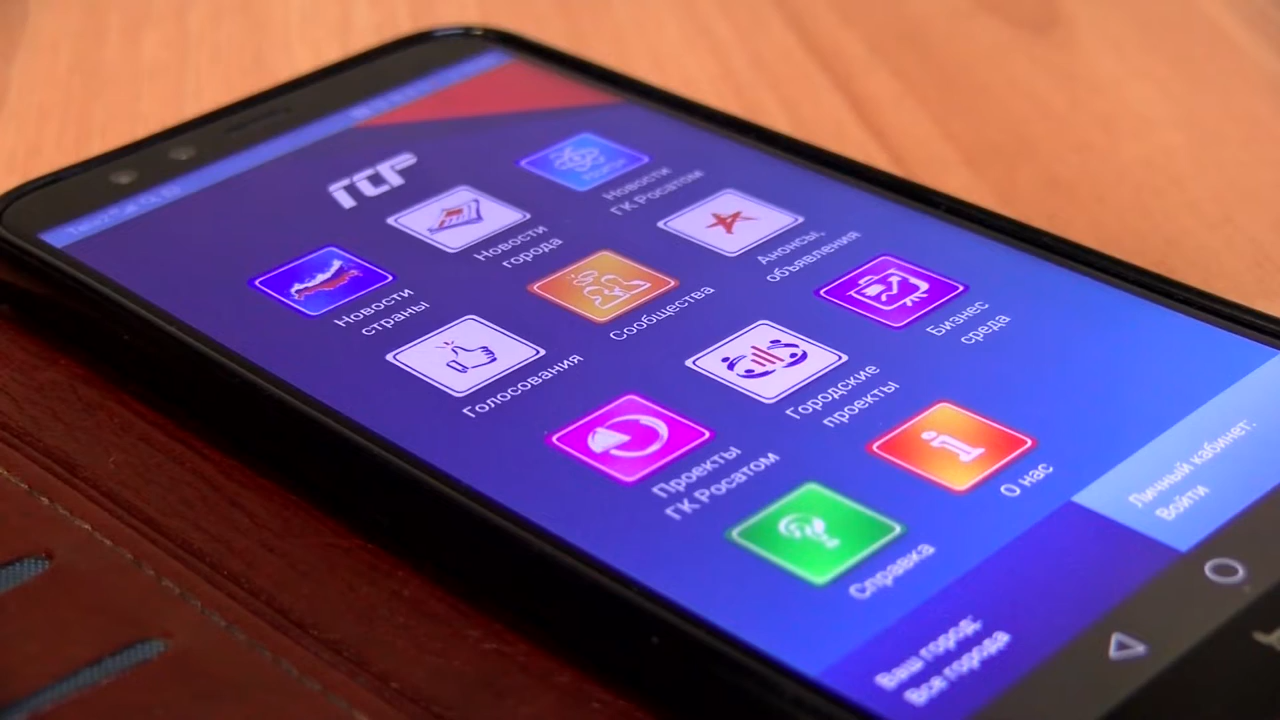 ГСР
Новости
страны
Новости
города
Новости
ГК Росатом
Голосования
Сообщества
Анонсы,
объявления
Проекты
ГК Росатом
Городские
проекты
Бизнес
среда
Справка
О нас
Ваш город:
Все города
Личный кабинет:
Войти